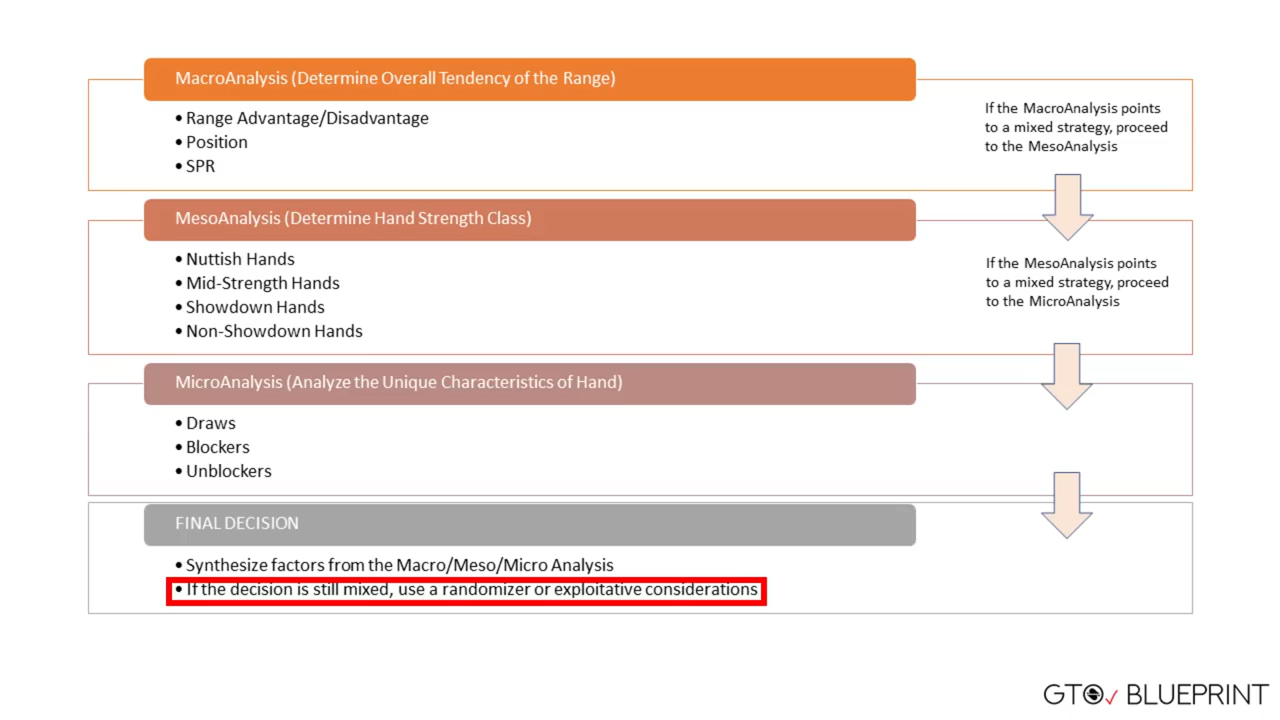 MacroAnalysis (Determine Overall Tendency of the Range)
• Range Advantage/Disadvantage
• Position
• SPR
If the MacroAnalysis points
to a mixed strategy, proceed
to the MesoAnalysis
MesoAnalysis (Determine Hand Strength Class)
• Nuttish Hands
• Mid-Strength Hands
• Showdown Hands
• Non-Showdown Hands
If the MesoAnalysis points
to a mixed strategy, proceed
to the MicroAnalysis
MicroAnalysis (Analyze the Unique Characteristics of Hand)
• Draws
• Blockers
• Unblockers
FINAL DECISION
• Synthesize factors from the Macro/Meso/Micro Analysis
• If the decision is still mixed, use a randomizer or exploitative considerations
GTO BLUEPRINT